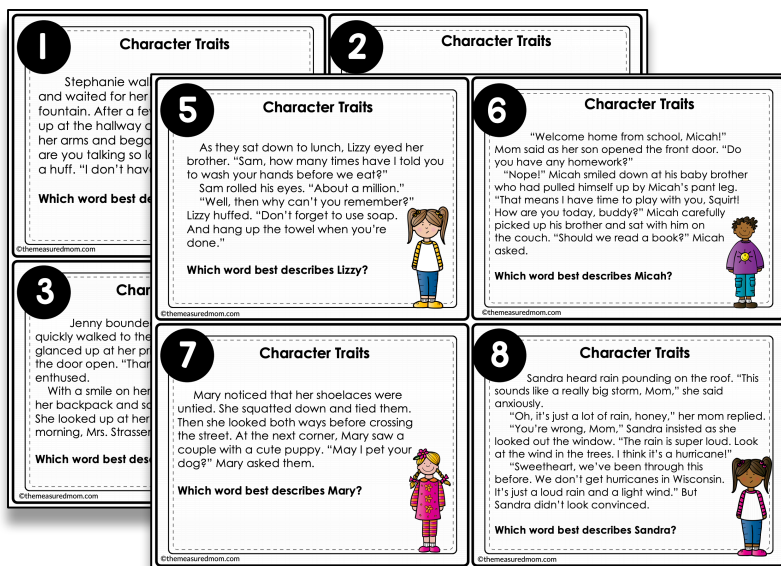 1
Character Traits
Stephanie wal
and waited for her
fountain. After a few
up at the hallway c
her arms and bega
are you talking so lo
a huff. "I don't hav
Which word best de
©themeasuredmom.com
2
Character Traits
3
Char
Jenny bounde
quickly walked to the
glanced up at her pr
the door open. "Than
enthused.
With a smile on her
her backpack and sa
She looked up at her
morning, Mrs. Strasser
Which word best desc
©themeasuredmom.com
5
Character Traits
As they sat down to lunch, Lizzy eyed her
brother. "Sam, how many times have I told you
to wash your hands before we eat?"
Sam rolled his eyes. "About a million."
"Well, then why can't you remember?"
Lizzy huffed. "Don't forget to use soap.
And hang up the towel when you're
done."
Which word best describes Lizzy?
©themeasuredmom.com
6
Character Traits
"Welcome home from school, Micah!"
Mom said as her son opened the front door. "Do
you have any homework?"
"Nope!" Micah smiled down at his baby brother
who had pulled himself up by Micah's pant leg.
"That means I have time to play with you, Squirt!
How are you today, buddy?" Micah carefully
picked up his brother and sat with him on
the couch. "Should we read a book?" Micah
asked.
Which word best describes Micah?
©themeasuredmom.com
7
Character Traits
Mary noticed that her shoelaces were
untied. She squatted down and tied them.
Then she looked both ways before crossing
the street. At the next corner, Mary saw a
couple with a cute puppy. "May I pet your
dog?" Mary asked them.
Which word best describes Mary?
©themeasuredmom.com
8
Character Traits
Sandra heard rain pounding on the roof. "This
sounds like a really big storm, Mom," she said
anxiously.
"Oh, it's just a lot of rain, honey," her mom replied.
"You're wrong, Mom," Sandra insisted as she
looked out the window. "The rain is super loud. Look
at the wind in the trees. I think it's a hurricane!"
"Sweetheart, we've been through this
before. We don't get hurricanes in Wisconsin.
It's just a loud rain and a light wind." But
Sandra didn't look convinced.
Which word best describes Sandra?
©themeasuredmom.com